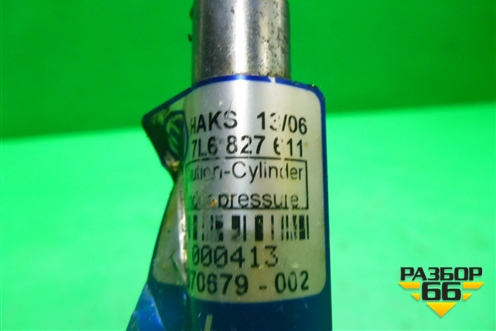 HAKS 13/06
7L6 827 611
ution-Cylinder
pressure
000413
70679-002
РАЗБОР
66